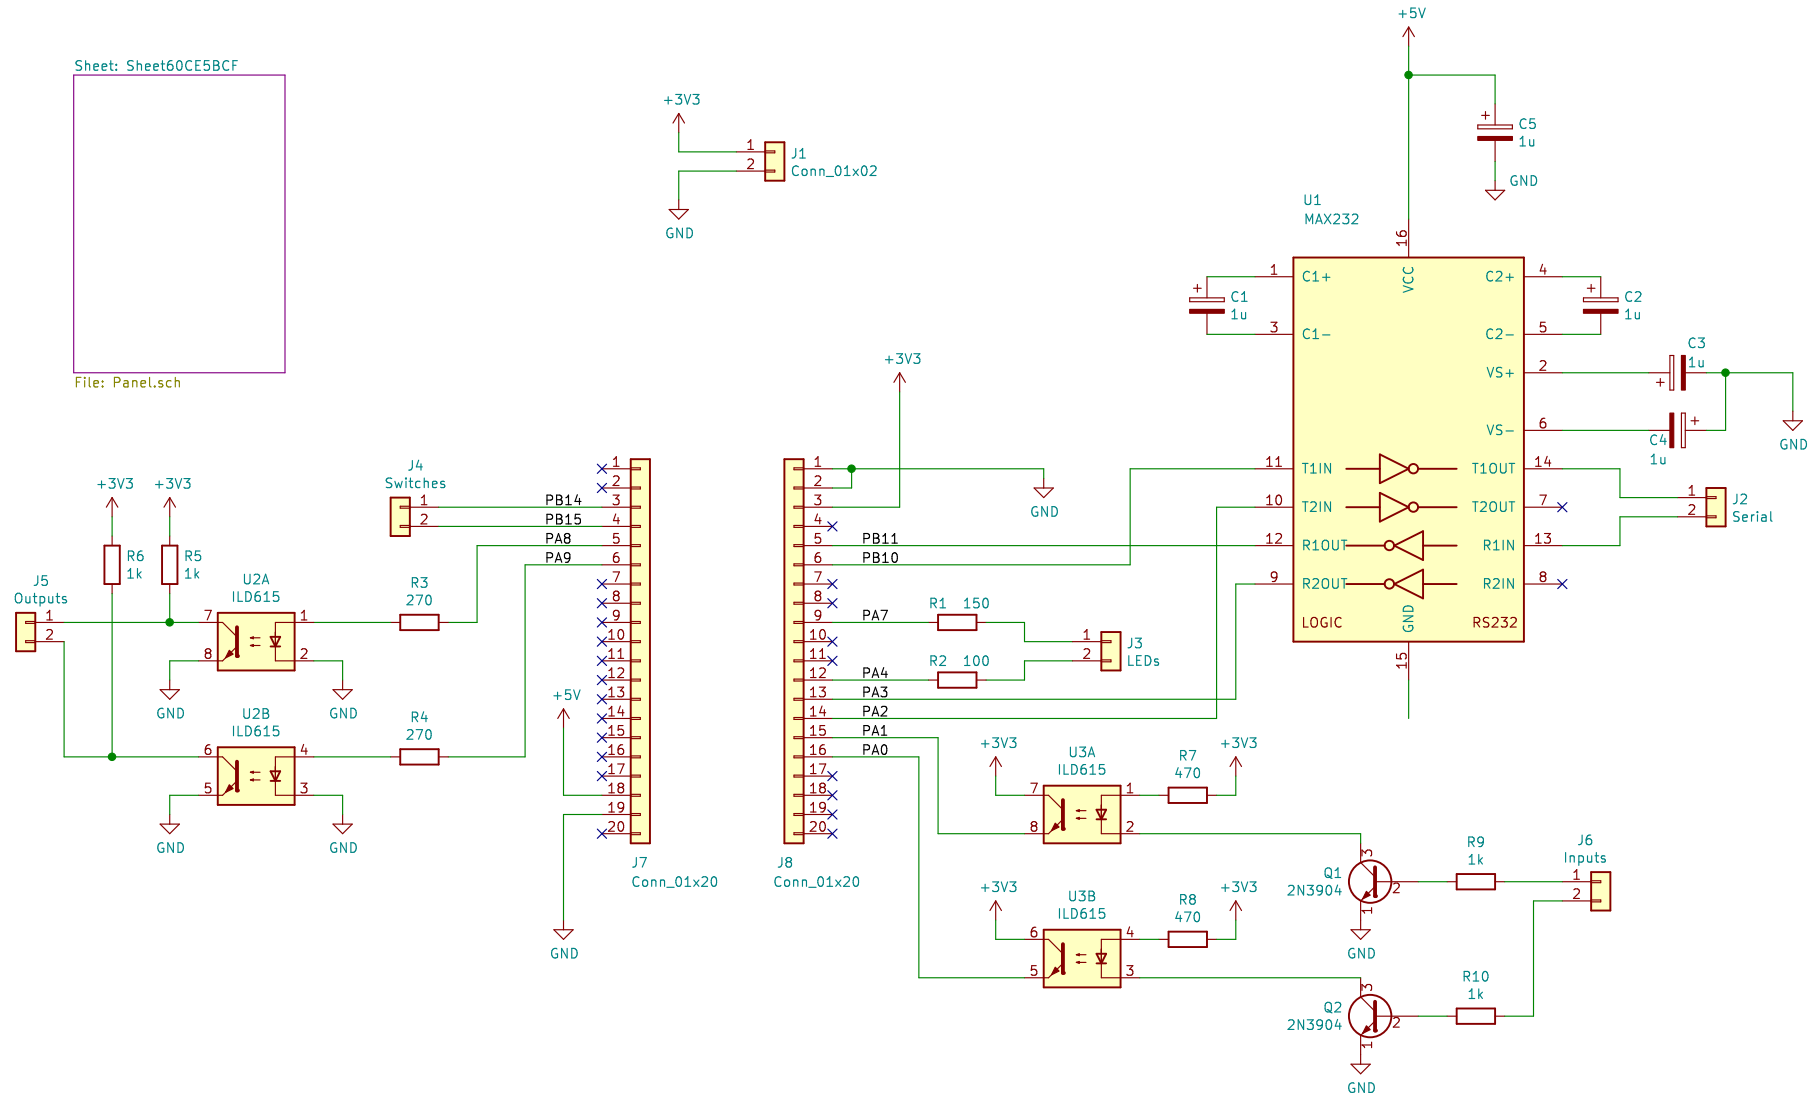 Sheet: Sheet60CE5BCF
File: Panel.sch
+3V3
1
2
J1
Conn_01x02
GND
+5V
C5
1u
+
GND
U1
MAX232
16
VCC
1
C1+
C2+
4
+
C1
1u
+
C2
1u
3
C1-
C2-
5
VS+
2
C3
1u
+
VS-
6
C4
1u
+
GND
11
T1IN
T1OUT
14
10
T2IN
T2OUT
7
12
R1OUT
R1IN
13
9
R2OUT
R2IN
8
LOGIC
GND
RS232
15
1
2
J2
Serial
+3V3
GND
J4
Switches
1
2
PB14
PB15
PA8
PA9
+3V3
+3V3
R6
1k
R5
1k
J5
Outputs
1
2
U2A
ILD615
7
8
1
2
R3
270
GND
GND
U2B
ILD615
6
5
4
3
R4
270
GND
GND
+5V
GND
1
2
3
4
5
6
7
8
9
10
11
12
13
14
15
16
17
18
19
20
J7
Conn_01x20
1
2
3
4
5
6
7
8
9
10
11
12
13
14
15
16
17
18
19
20
J8
Conn_01x20
PB11
PB10
PA7
PA4
PA3
PA2
PA1
PA0
R1 150
R2 100
1
2
J3
LEDs
+3V3
U3A
ILD615
7
8
1
2
R7
470
+3V3
+3V3
U3B
ILD615
6
5
4
3
R8
470
+3V3
Q1
2N3904
3
2
1
GND
R9
1k
J6
Inputs
1
2
Q2
2N3904
3
2
1
GND
R10
1k